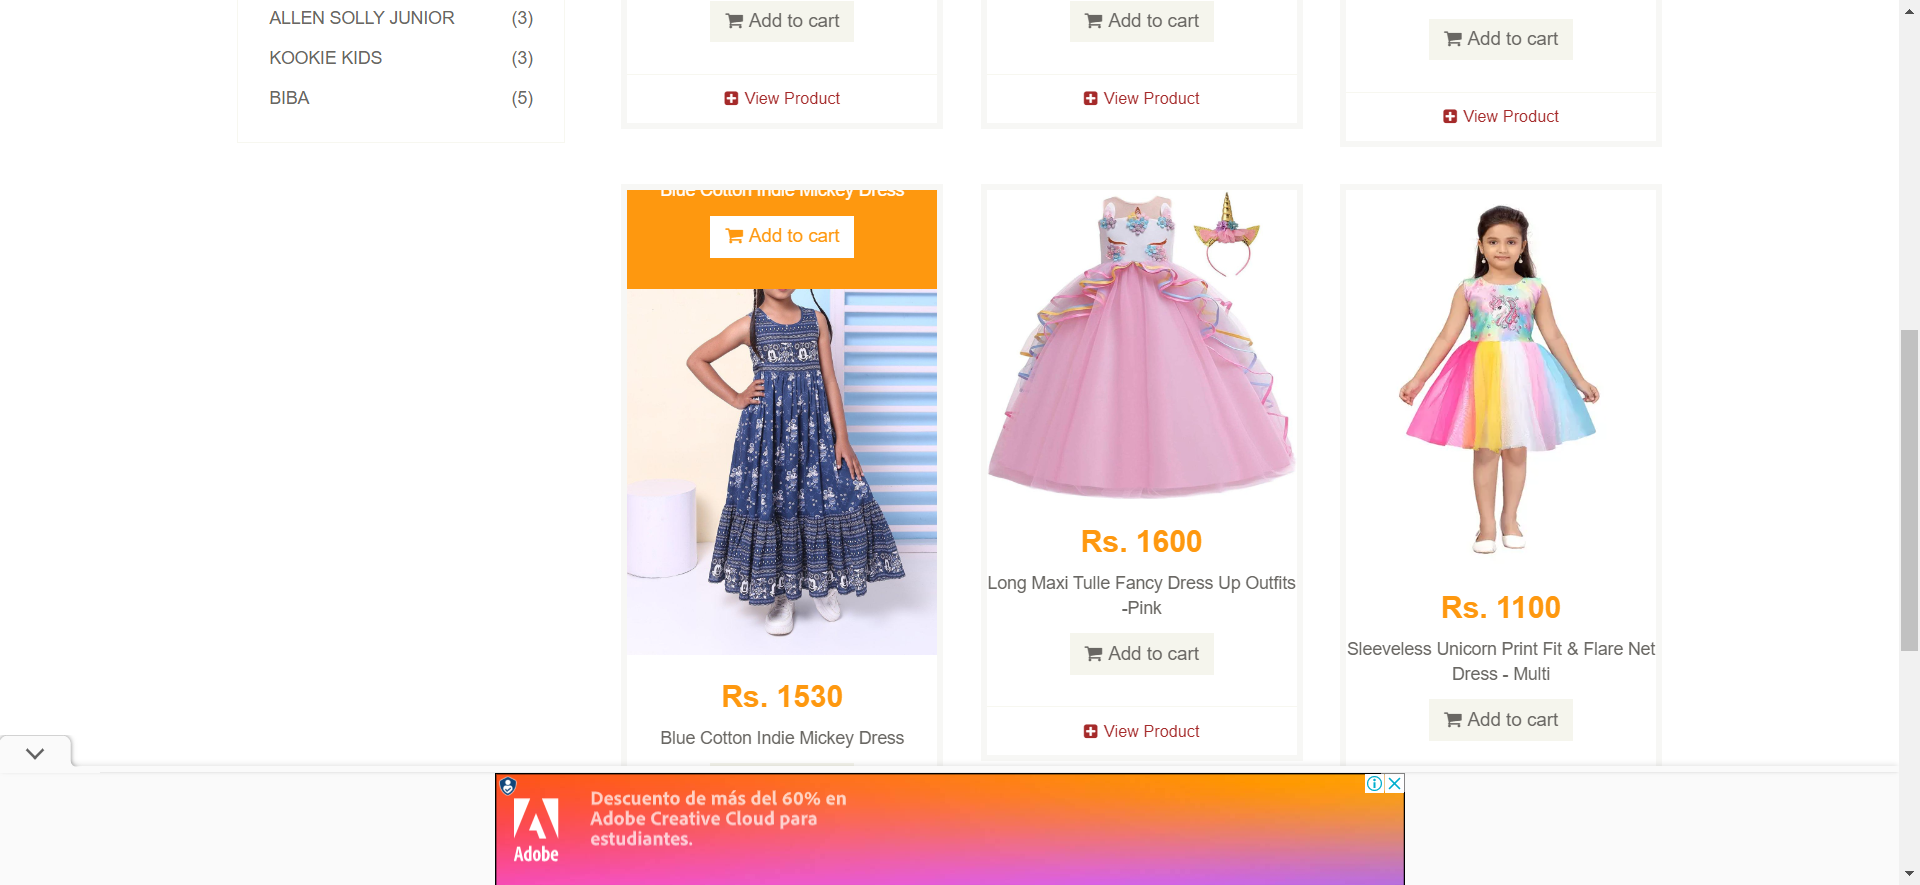 ALLEN SOLLY JUNIOR (3)
KOOKIE KIDS (3)
BIBA (5)
Add to cart
View Product
Add to cart
View Product
Add to cart
View Product
Blue Cotton Indie Mickey Dress
Add to cart
Rs. 1530
Blue Cotton Indie Mickey Dress
Rs. 1600
Long Maxi Tulle Fancy Dress Up Outfits
-Pink
Add to cart
View Product
Rs. 1100
Sleeveless Unicorn Print Fit & Flare Net
Dress - Multi
Add to cart
Adobe
Descuento de más del 60% en
Adobe Creative Cloud para
estudiantes.